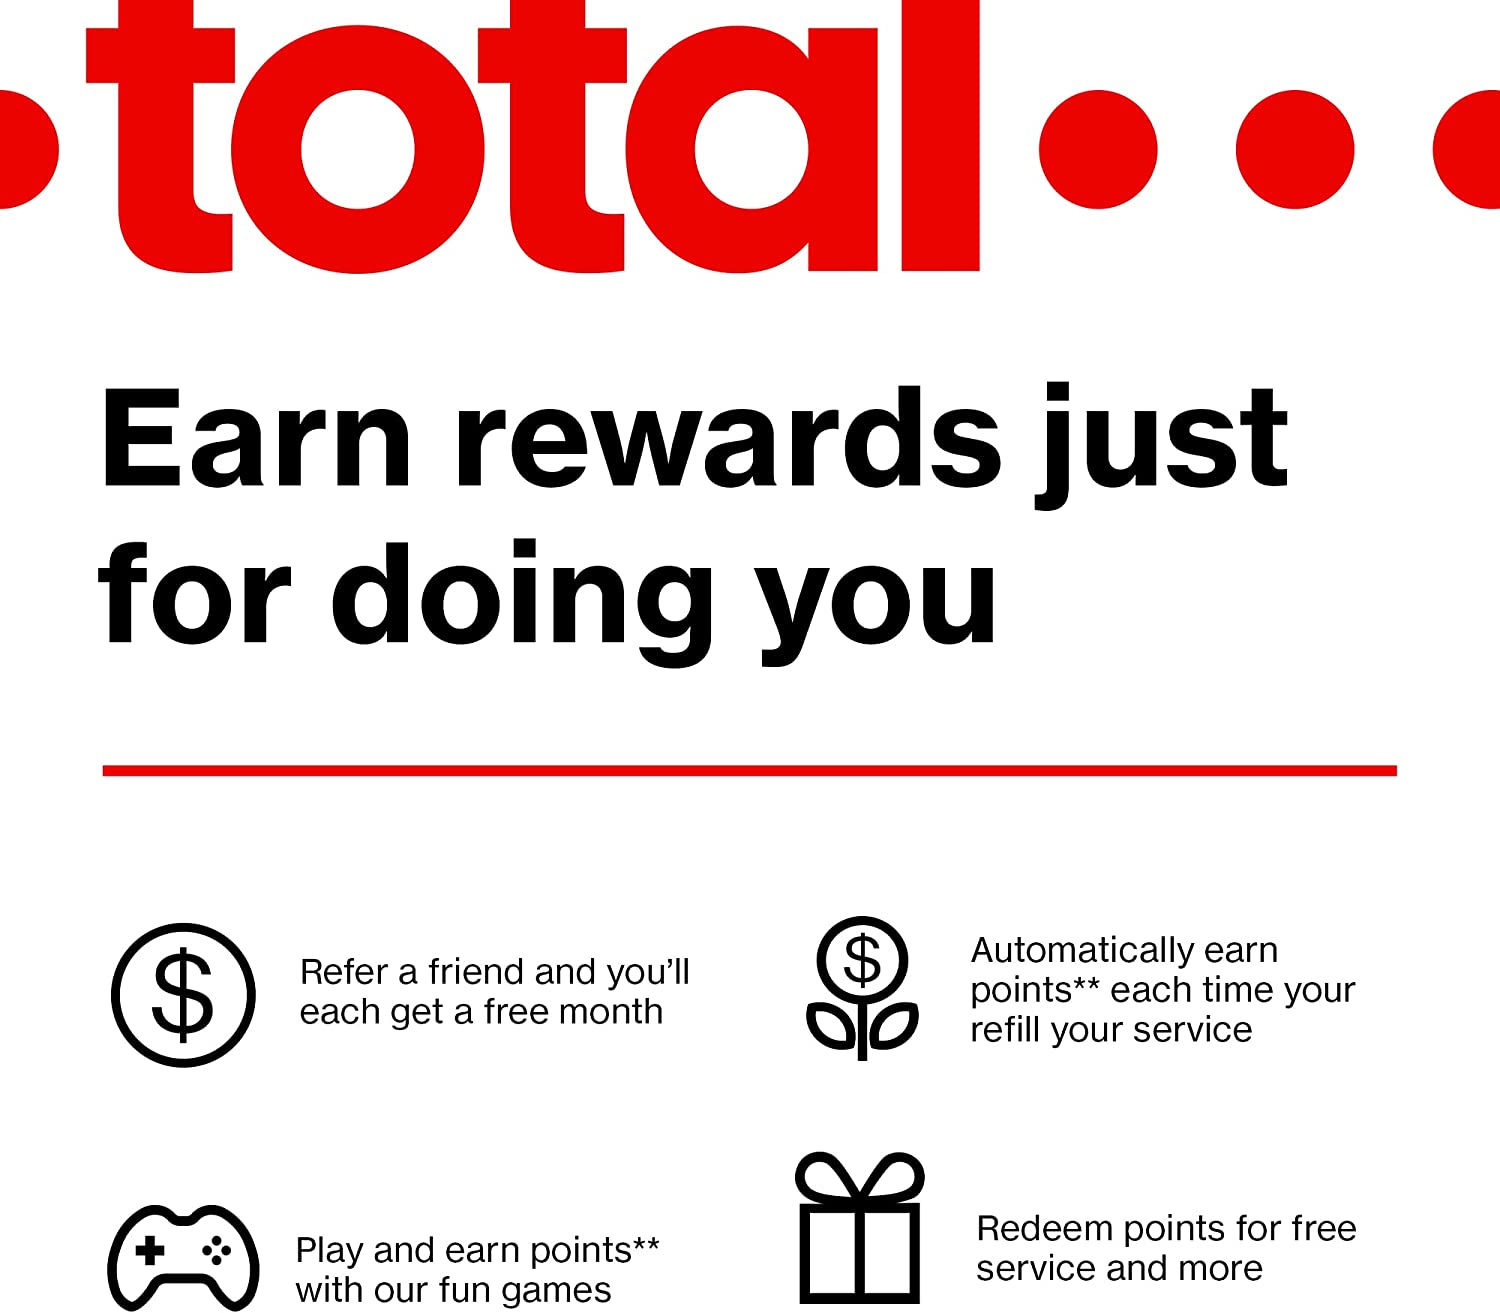 total
Earn rewards just
for doing you
$
Refer a friend and you’ll
each get a free month
$
Automatically earn
points** each time your
refill your service
Play and earn points**
with our fun games
Redeem points for free
service and more